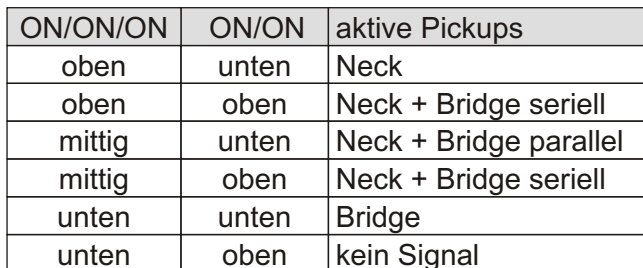 ON/ON/ON ON/ON aktive Pickups
oben unten Neck
oben oben Neck + Bridge seriell
mittig unten Neck + Bridge parallel
mittig oben Neck + Bridge seriell
unten unten Bridge
unten oben kein Signal